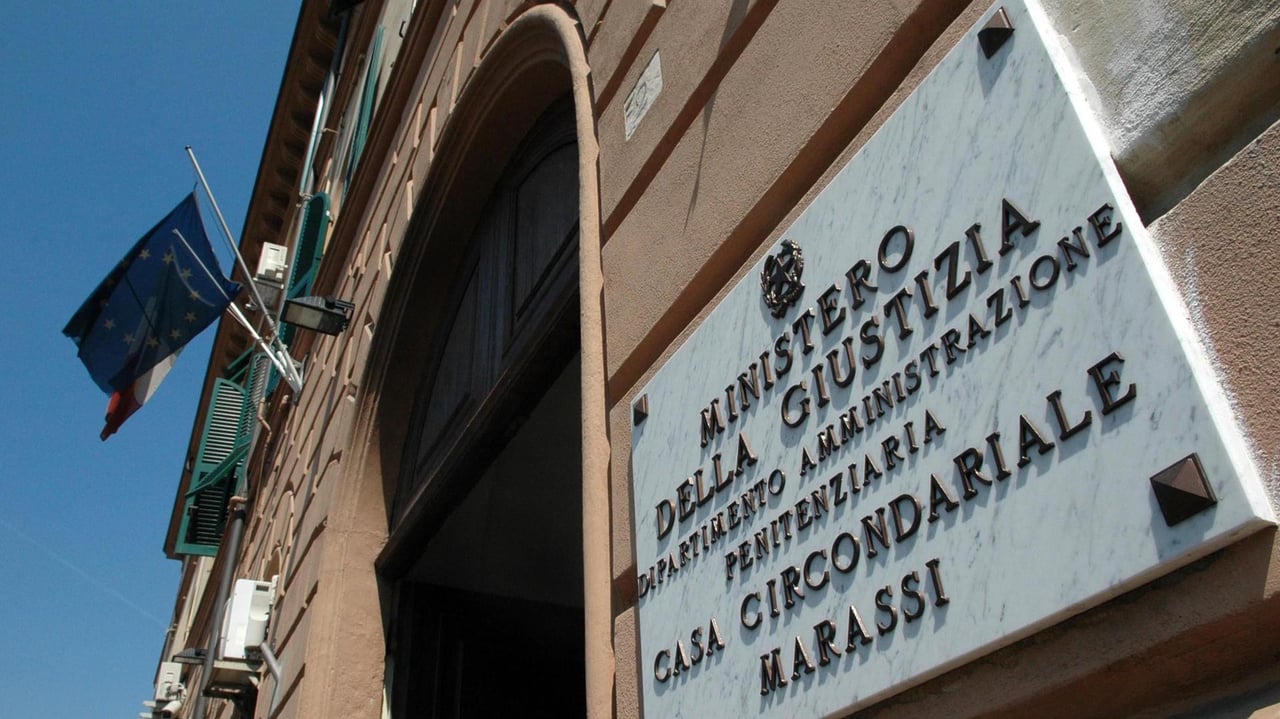 MINISTERO
DELLA GIUSTIZIA
DIPARTIMENTO AMMINISTRAZIONE
PENITENZIARIA
CASA CIRCONDARIALE
MARASSI